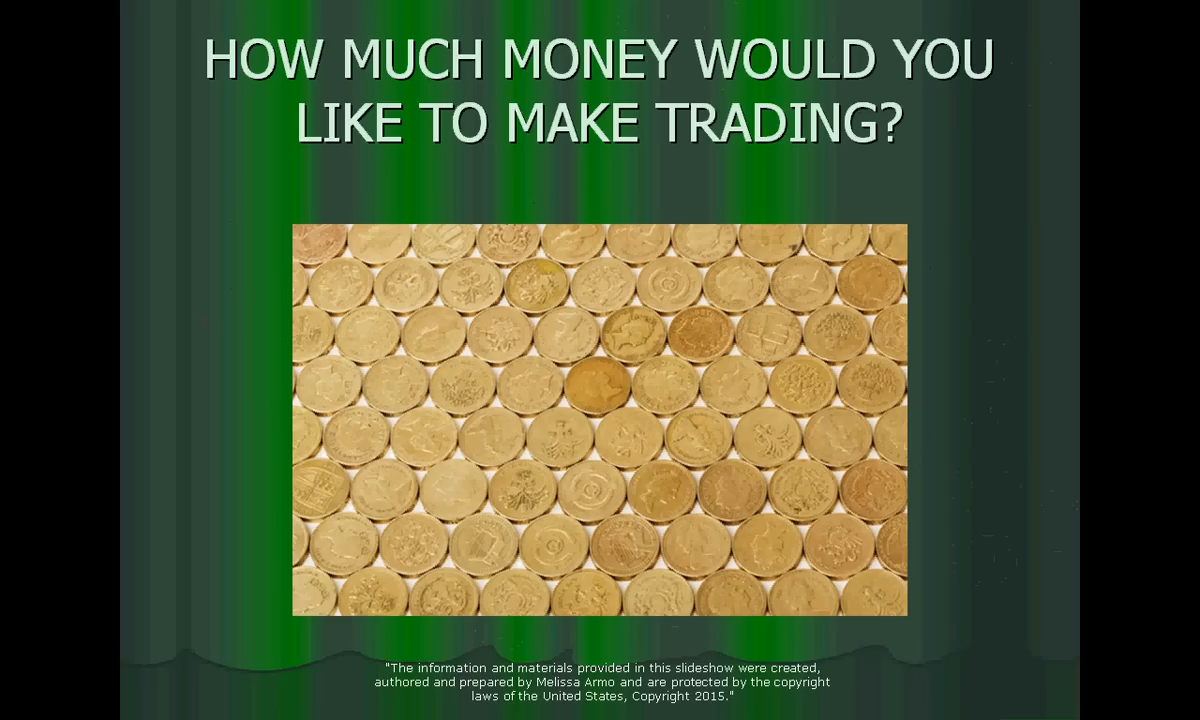 HOW MUCH MONEY WOULD YOU
LIKE TO MAKE TRADING?
"The information and materials provided in this slideshow were created,
authored and prepared by Melissa Armo and are protected by the copyright
laws of the United States, Copyright 2015."